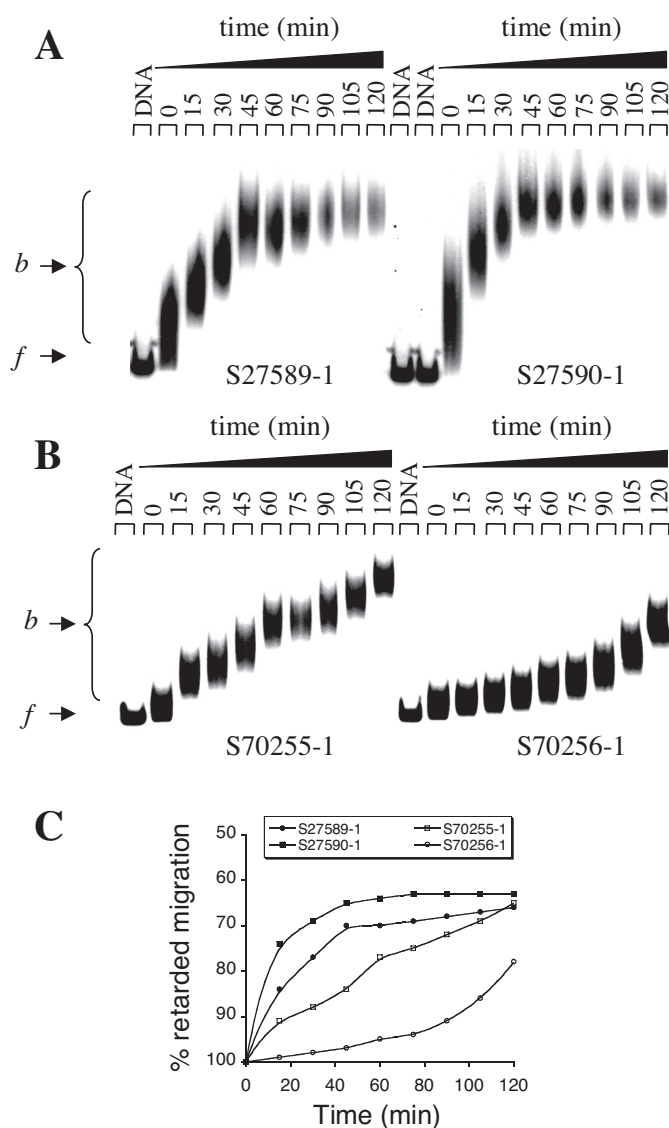 A
time (min) time (min)
DNA 0 15 30 45 60 75 90 105 120 DNA DNA 0 15 30 45 60 75 90 105 120
b
f
S27589-1 S27590-1
B
time (min) time (min)
DNA 0 15 30 45 60 75 90 105 120 DNA 0 15 30 45 60 75 90 105 120
b
f
S70255-1 S70256-1
C
S27589-1 S70255-1
S27590-1 S70256-1
% retarded migration
50
60
70
80
90
100
0 20 40 60 80 100 120
Time (min)